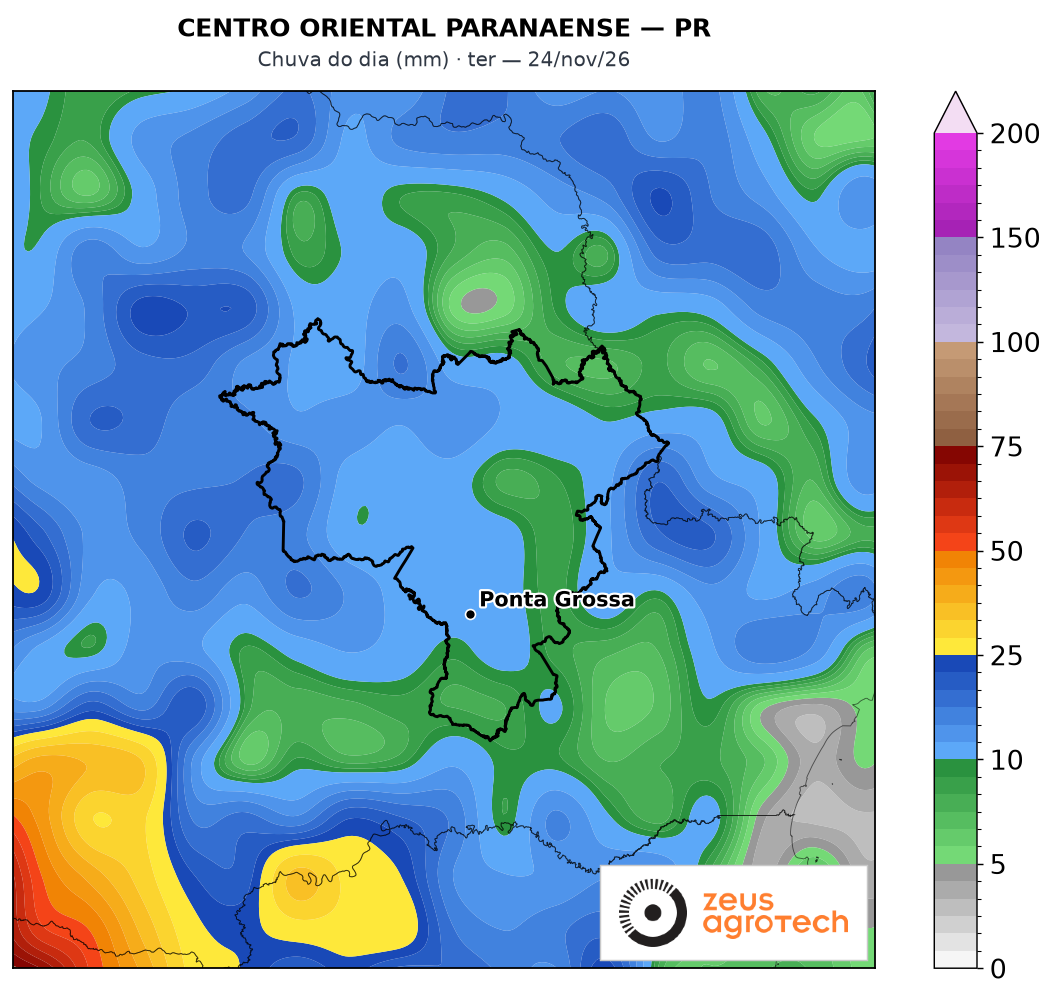 CENTRO ORIENTAL PARANAENSE — PR
Chuva do dia (mm) · ter — 24/nov/26
200
150
100
75
50
25
10
5
0
Ponta Grossa
zeus
agrotech